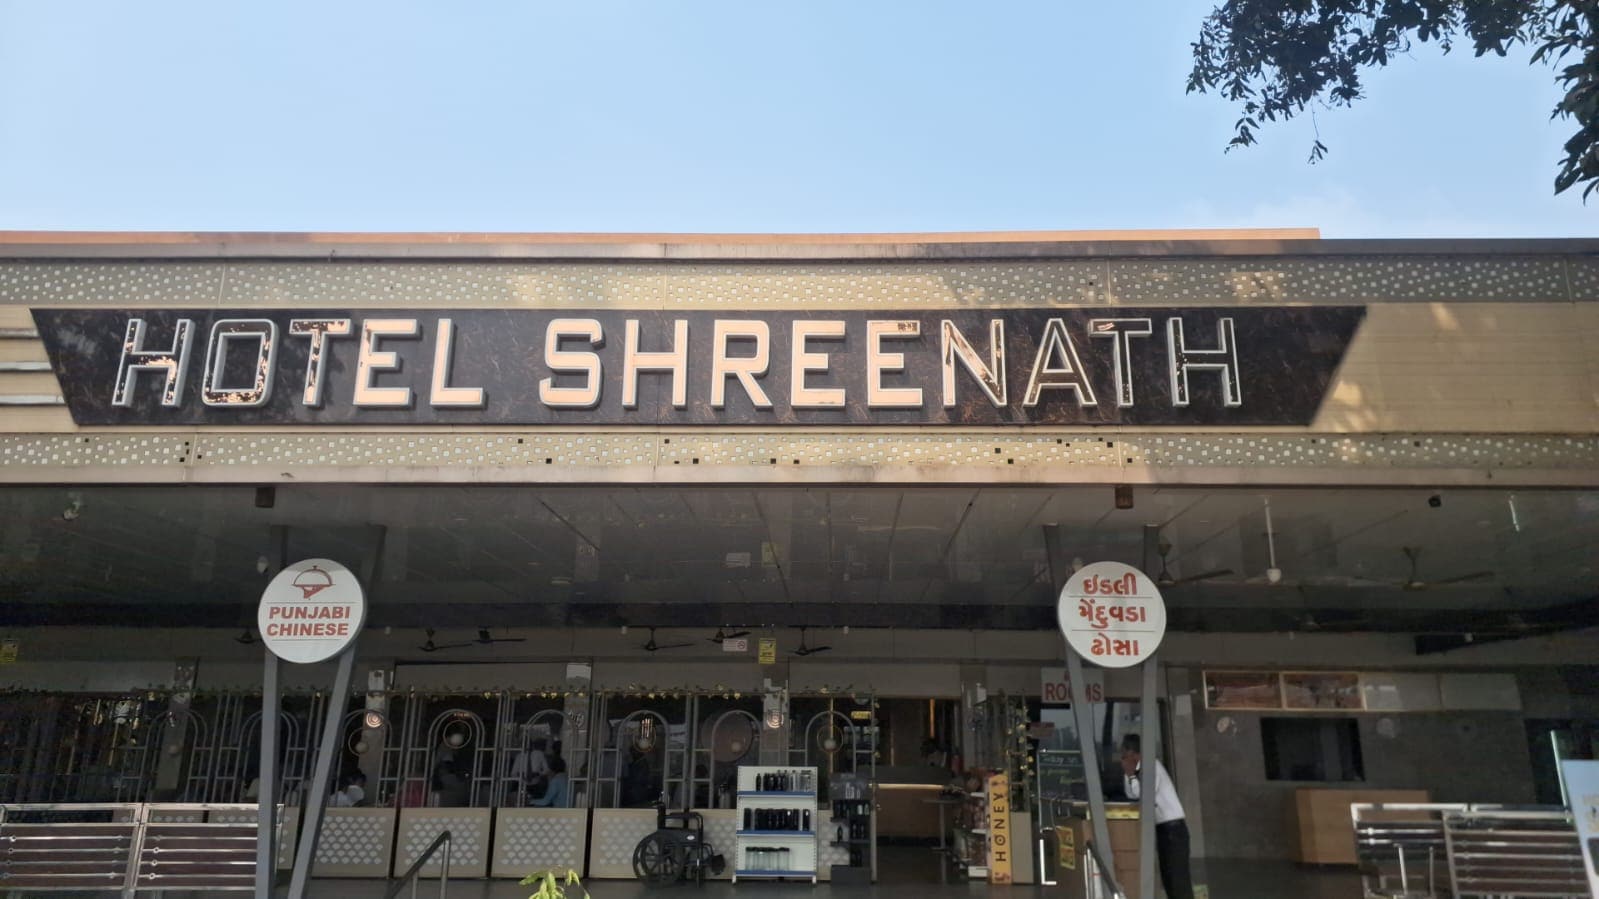 HOTEL SHREENATH
PUNJABI
CHINESE
ઇડલી
મેંદુવડા
ઢોસા
ROOMS
HONEY